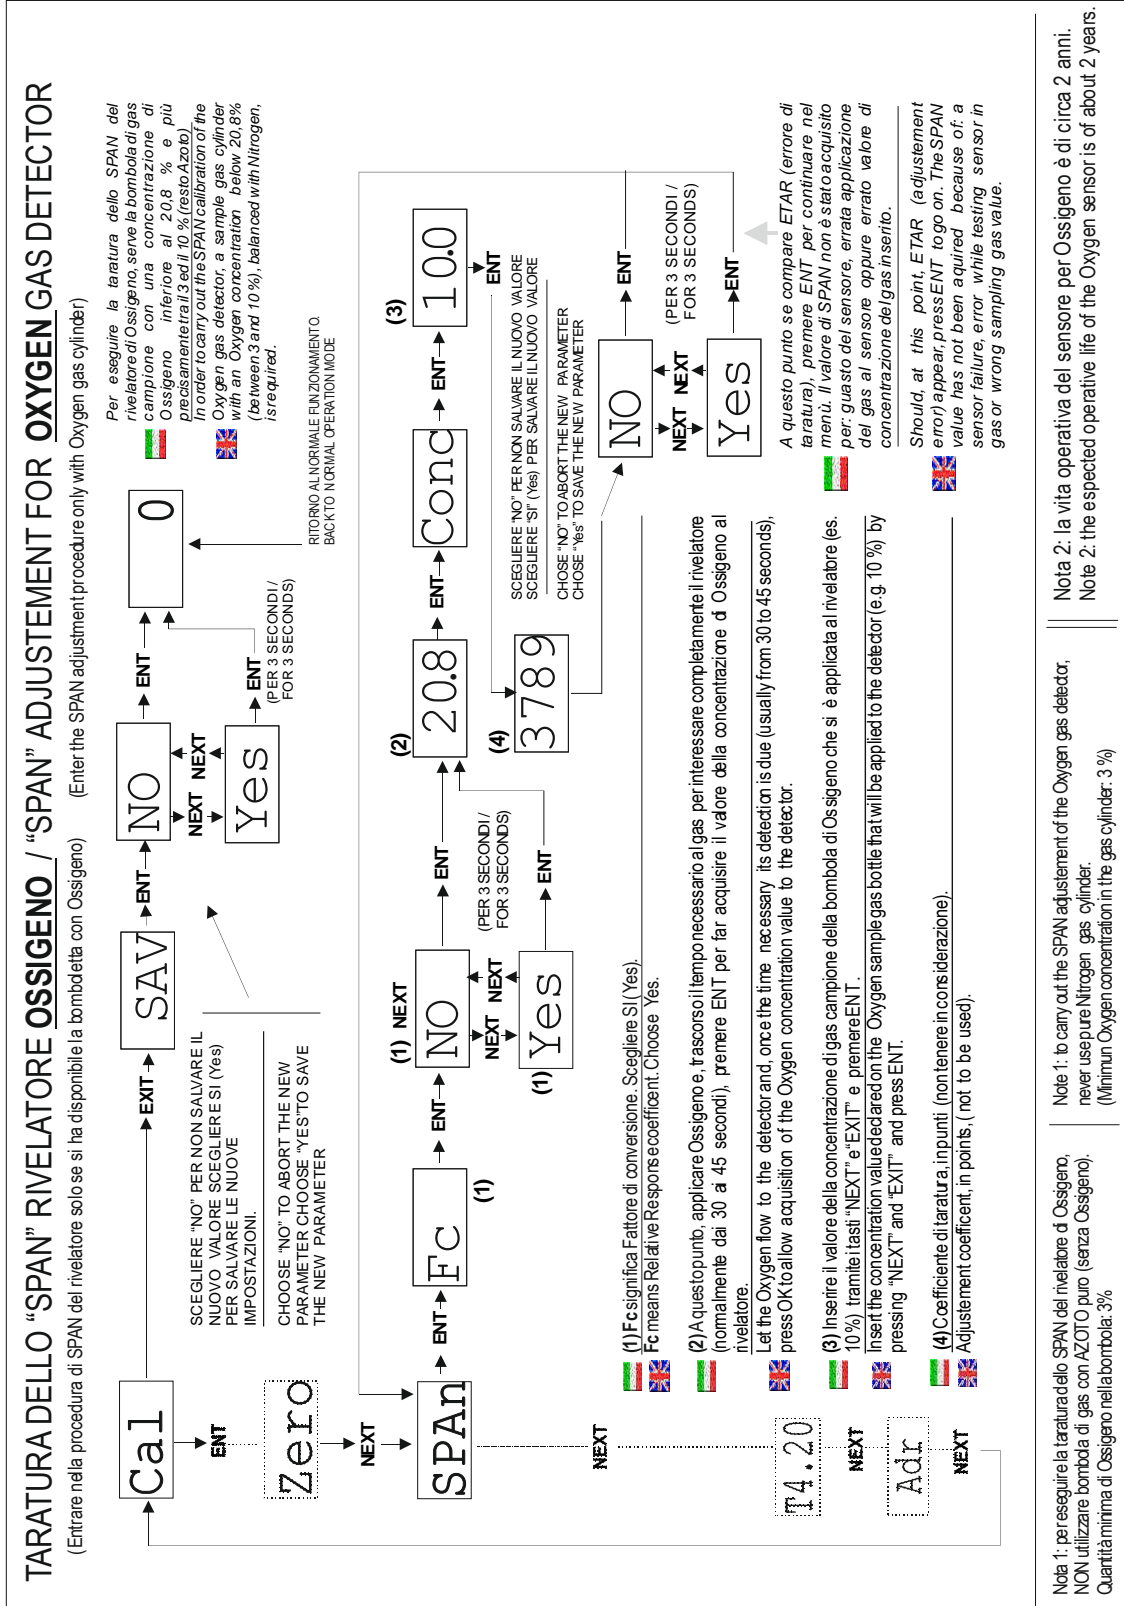 TARATURA DELLO “SPAN” RIVELATORE OSSIGENO / “SPAN” ADJUSTEMENT FOR OXYGEN GAS DETECTOR
(Entrare nella procedura di SPAN del rivelatore solo se si ha disponibile la bomboletta con Ossigeno) (Enter the SPAN adjustment procedure only with Oxygen gas cylinder)
Cal
EXIT
SAV
ENT
NO
ENT
0
NEXT NEXT
Yes
ENT
(PER 3 SECONDI /
FOR 3 SECONDS)
RITORNO AL NORMALE FUNZIONAMENTO.
BACK TO NORMAL OPERATION MODE
Per eseguire la taratura dello SPAN del
rivelatore di Ossigeno, serve la bombola di gas
campione con una concentrazione di
Ossigeno inferiore al 20.8 % e più
precisamente tra il 3 ed il 10 % (resto Azoto)
In order to carry out the SPAN calibration of the
Oxygen gas detector, a sample gas cylinder
with an Oxygen concentration below 20,8%
(between 3 and 10 %), balanced with Nitrogen,
is required.
SCEGLIERE “NO” PER NON SALVARE IL
NUOVO VALORE SCEGLIERE SI (Yes)
PER SALVARE LE NUOVE
IMPOSTAZIONI.
CHOOSE “NO” TO ABORT THE NEW
PARAMETER CHOOSE “YES”TO SAVE
THE NEW PARAMETER
ENT
Zero
NEXT
SPAn
ENT
Fc
(1)
ENT
(1) NEXT
NO
ENT
NEXT NEXT
(1)
Yes
ENT
(PER 3 SECONDI /
FOR 3 SECONDS)
(2)
20.8
ENT
Conc
ENT
(3)
10.0
ENT
(4)
3789
SCEGLIERE “NO” PER NON SALVARE IL NUOVO VALORE
SCEGLIERE “SI” (Yes) PER SALVARE IL NUOVO VALORE
CHOSE “NO” TO ABORT THE NEW PARAMETER
CHOSE “Yes” TO SAVE THE NEW PARAMETER
NO
ENT
NEXT NEXT
(PER 3 SECONDI /
FOR 3 SECONDS)
Yes
ENT
NEXT
T4.20
NEXT
Adr
NEXT
(1) Fc significa Fattore di conversione. Scegliere SI (Yes).
Fc means Relative Response coefficent. Choose Yes.
(2) A questo punto, applicare Ossigeno e, trascorso il tempo necessario al gas per interessare completamente il rivelatore
(normalmente dai 30 ai 45 secondi), premere ENT per far acquisire il valore della concentrazione di Ossigeno al
rivelatore.
Let the Oxygen flow to the detector and, once the time necessary its detection is due (usually from 30 to 45 seconds),
press OK to allow acquisition of the Oxygen concentration value to the detector.
(3) Inserire il valore della concentrazione di gas campione della bombola di Ossigeno che si è applicata al rivelatore (es.
10 %) tramite i tasti “NEXT” e “EXIT” e premere ENT.
Insert the concentration value declared on the Oxygen sample gas bottle that will be applied to the detector (e.g. 10 %) by
pressing “NEXT” and “EXIT” and press ENT.
(4) Coefficiente di taratura, in punti (non tenere in considerazione).
Adjustement coefficent, in points, ( not to be used).
A questo punto se compare ETAR (errore di
taratura), premere ENT per continuare nel
menù. Il valore di SPAN non è stato acquisito
per: guasto del sensore, errata applicazione
del gas al sensore oppure errato valore di
concentrazione del gas inserito.
Should, at this point, ETAR (adjustement
error) appear, press ENT to go on. The SPAN
value has not been aquired because of: a
sensor failure, error while testing sensor in
gas or wrong sampling gas value.
Nota 1: per eseguire la taratura dello SPAN del rivelatore di Ossigeno,
NON utilizzare bombola di gas con AZOTO puro (senza Ossigeno).
Quantità minima di Ossigeno nella bombola: 3%
Note 1: to carry out the SPAN adjustement of the Oxygen gas detector,
never use pure Nitrogen gas cylinder.
(Minimun Oxygen concentration in the gas cylinder: 3 %)
Nota 2: la vita operativa del sensore per Ossigeno è di circa 2 anni.
Note 2: the espected operative life of the Oxygen sensor is of about 2 years.